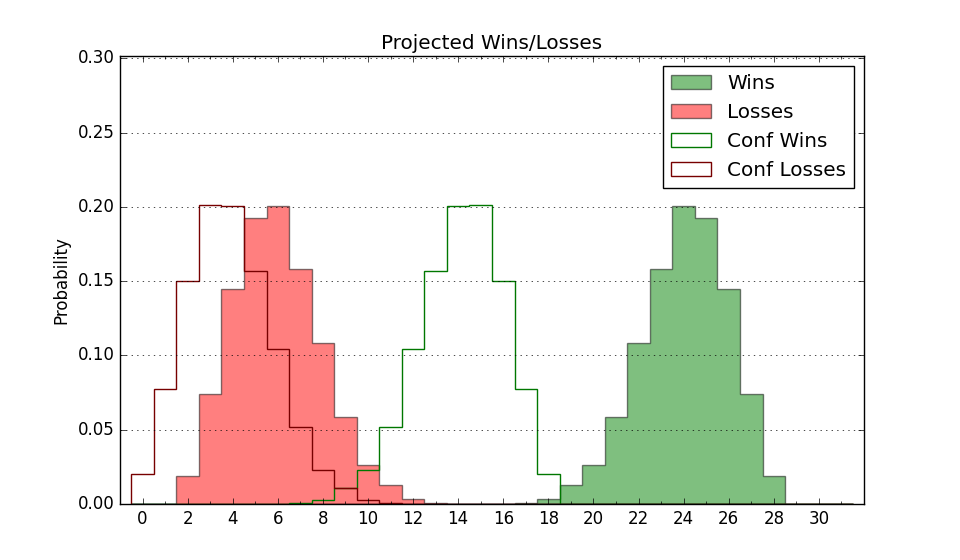 Projected Wins/Losses
0.30
0.25
0.20
0.15
0.10
0.05
0.00
Probability
Wins
Losses
Conf Wins
Conf Losses
0 2 4 6 8 10 12 14 16 18 20 22 24 26 28 30